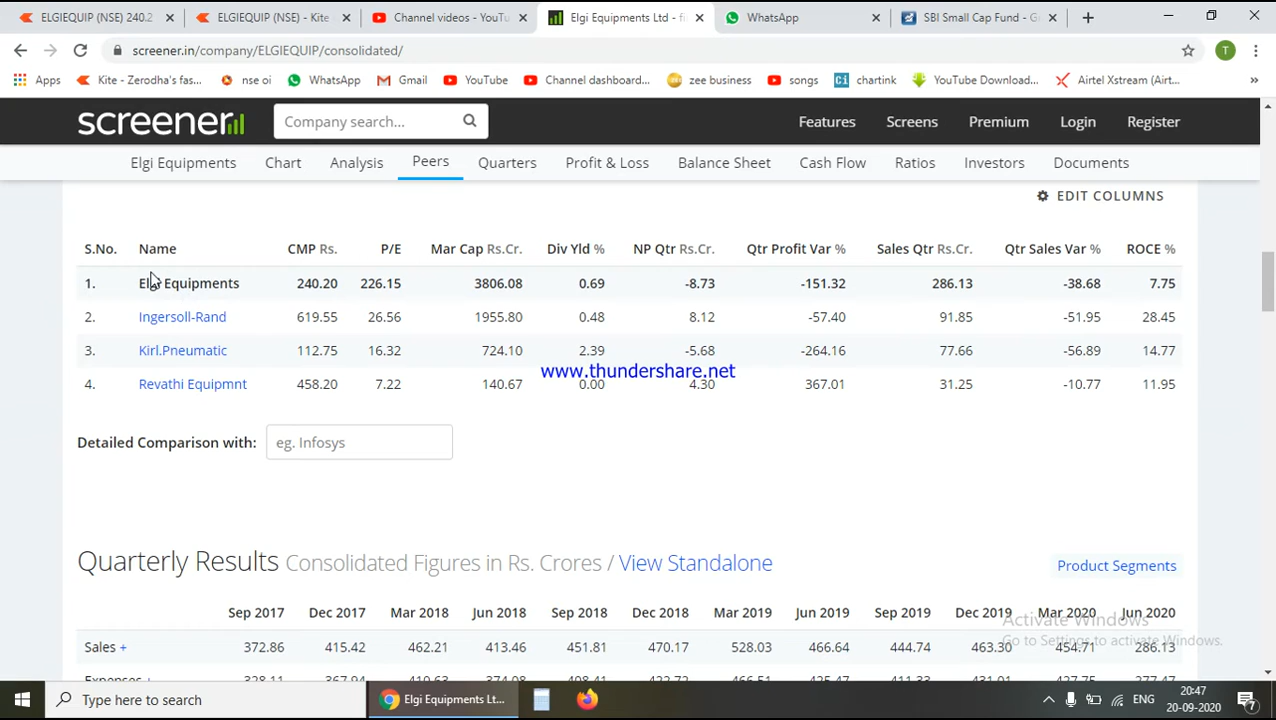 ELGIEQUIP (NSE) 240.2
ELGIEQUIP (NSE) - Kite
Channel videos - YouTu
Elgi Equipments Ltd - fi
WhatsApp
SBI Small Cap Fund - Gr
screener.in/company/ELGIEQUIP/consolidated/
T
Apps Kite - Zerodha's fas... nse oi WhatsApp Gmail YouTube Channel dashboard... zee business songs chartink YouTube Download... Airtel Xstream (Airt... »
screener
Company search...
Features Screens Premium Login Register
Elgi Equipments Chart Analysis Peers Quarters Profit & Loss Balance Sheet Cash Flow Ratios Investors Documents
EDIT COLUMNS
S.No. Name CMP Rs. P/E Mar Cap Rs.Cr. Div Yld % NP Qtr Rs.Cr. Qtr Profit Var % Sales Qtr Rs.Cr. Qtr Sales Var % ROCE %
1. Elgi Equipments 240.20 226.15 3806.08 0.69 -8.73 -151.32 286.13 -38.68 7.75
2. Ingersoll-Rand 619.55 26.56 1955.80 0.48 8.12 -57.40 91.85 -51.95 28.45
3. Kirl.Pneumatic 112.75 16.32 724.10 2.39 -5.68 -264.16 77.66 -56.89 14.77
www.thundershare.net
4. Revathi Equipmnt 458.20 7.22 140.67 0.00 4.30 367.01 31.25 -10.77 11.95
Detailed Comparison with: eg. Infosys
Quarterly Results Consolidated Figures in Rs. Crores / View Standalone
Product Segments
Sep 2017 Dec 2017 Mar 2018 Jun 2018 Sep 2018 Dec 2018 Mar 2019 Jun 2019 Sep 2019 Dec 2019 Mar 2020 Jun 2020
Activate Windows
Go to Settings to activate Windows.
Sales + 372.86 415.42 462.21 413.46 451.81 470.17 528.03 466.64 444.74 463.30 454.71 286.13
Type here to search
Elgi Equipments Lt...
ENG
20:47
20-09-2020
7